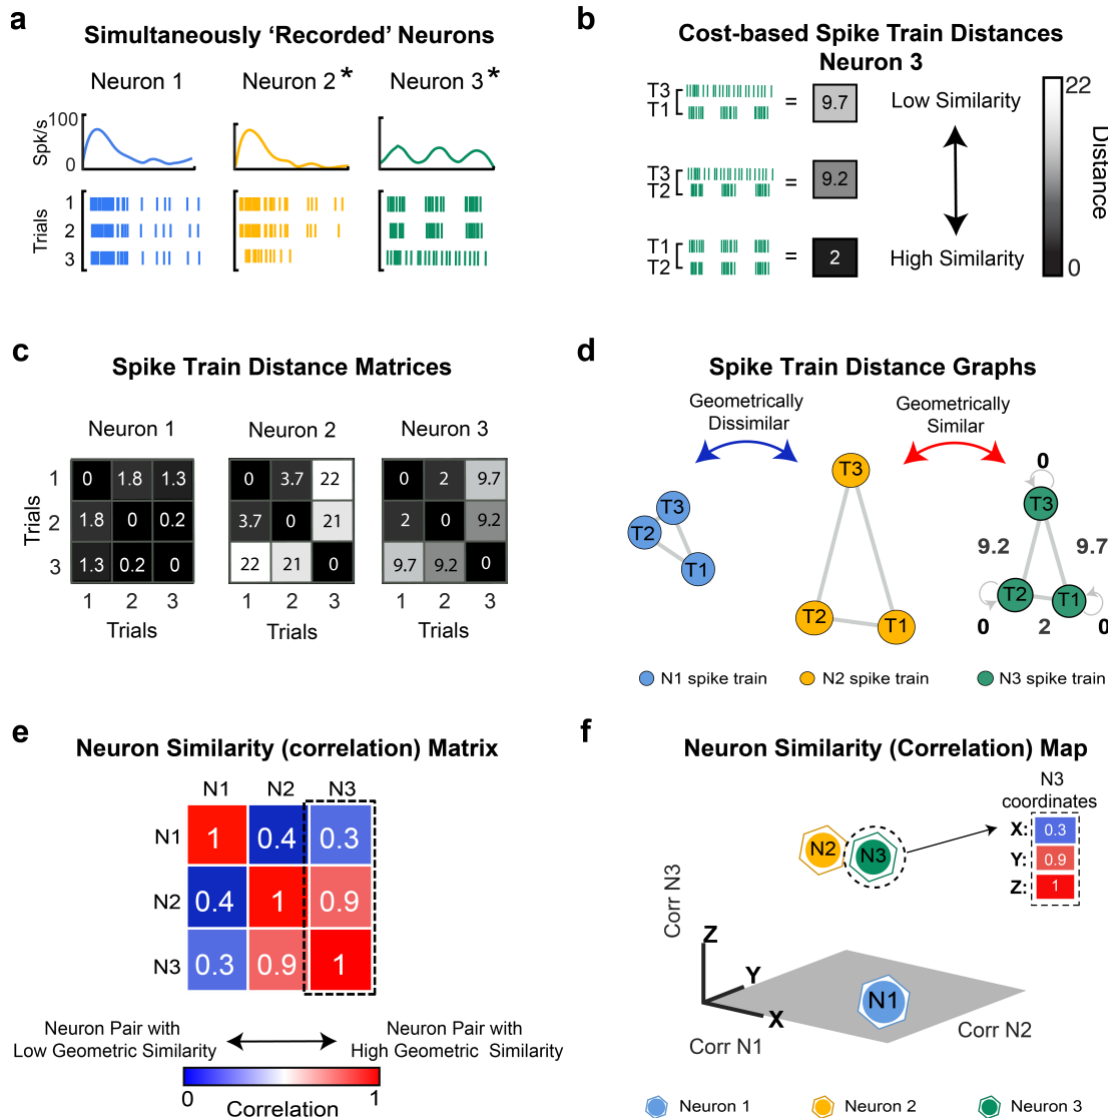 a
Simultaneously ‘Recorded’ Neurons
Neuron 1
Neuron 2*
Neuron 3*
Spk/s
100
0
Trials
1
2
3
b
Cost-based Spike Train Distances
Neuron 3
T3
T1
=
9.7
Low Similarity
T3
T2
=
9.2
T1
T2
=
2
High Similarity
22
0
Distance
c
Spike Train Distance Matrices
Neuron 1
Neuron 2
Neuron 3
Trials
1
0 1.8 1.3
0 3.7 22
0 2 9.7
2
1.8 0 0.2
3.7 0 21
2 0 9.2
3
1.3 0.2 0
22 21 0
9.7 9.2 0
1 2 3
1 2 3
1 2 3
Trials
Trials
Trials
d
Spike Train Distance Graphs
Geometrically
Dissimilar
Geometrically
Similar
T3
T2
T1
T3
T2
T1
0
T3
9.2
9.7
T2
T1
0
2
0
N1 spike train
N2 spike train
N3 spike train
e
Neuron Similarity (correlation) Matrix
N1 N2 N3
N1 1 0.4 0.3
N2 0.4 1 0.9
N3 0.3 0.9 1
Neuron Pair with
Low Geometric Similarity
Neuron Pair with
High Geometric Similarity
0
1
Correlation
f
Neuron Similarity (Correlation) Map
N3
coordinates
X: 0.3
Y: 0.9
Z: 1
N2
N3
Corr N3
Z
Y
X
N1
Corr N1
Corr N2
Neuron 1
Neuron 2
Neuron 3